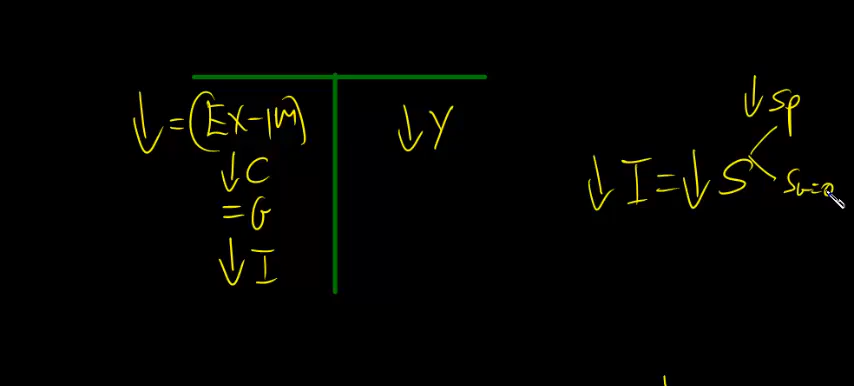 ↓ = (EX-IM)
↓ Y
↓ C
= G
↓ I
↓ Sp
↓ I = ↓ S